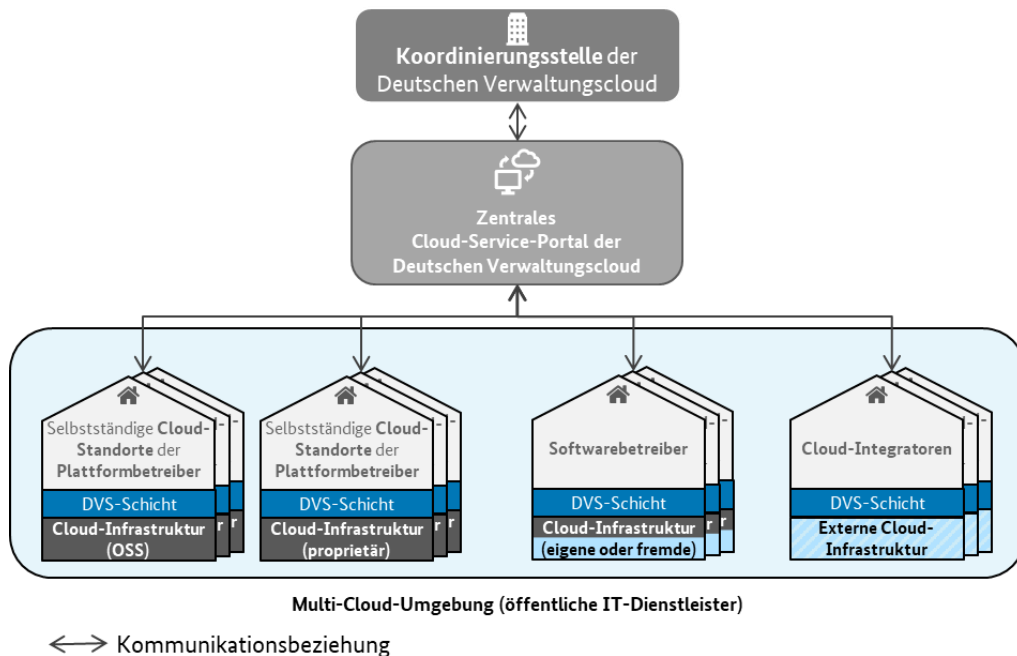 Koordinierungsstelle der
Deutschen Verwaltungscloud
Zentrales
Cloud-Service-Portal der
Deutschen Verwaltungscloud
Selbstständige Cloud-
Standorte der
Plattformbetreiber
DVS-Schicht
Cloud-Infrastruktur
(OSS)
Selbstständige Cloud-
Standorte der
Plattformbetreiber
DVS-Schicht
Cloud-Infrastruktur
(proprietär)
Softwarebetreiber
DVS-Schicht
Cloud-Infrastruktur
(eigene oder fremde)
Cloud-Integratoren
DVS-Schicht
Externe Cloud-
Infrastruktur
Multi-Cloud-Umgebung (öffentliche IT-Dienstleister)
Kommunikationsbeziehung